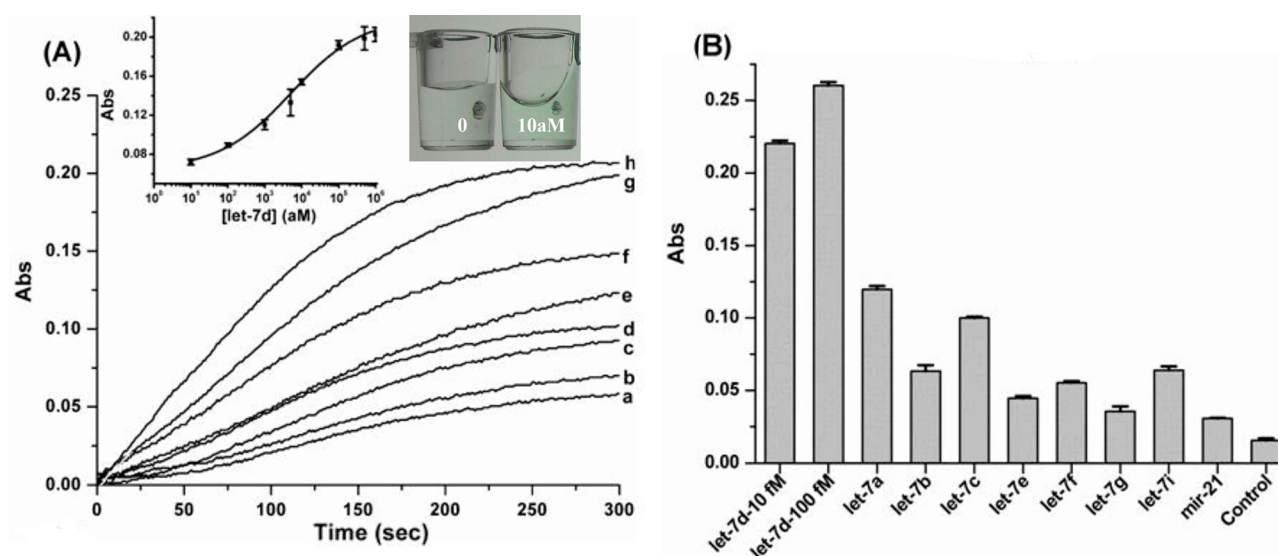 (A)
Abs
0.20
0.16
0.12
0.08
10⁰ 10¹ 10² 10³ 10⁴ 10⁵ 10⁶
[let-7d] (aM)
0 10aM
Abs
0.25
0.20
0.15
0.10
0.05
0.00
0 50 100 150 200 250 300
Time (sec)
h
g
f
e
d
c
b
a
(B)
Abs
0.25
0.20
0.15
0.10
0.05
0.00
let-7d-10 fM
let-7d-100 fM
let-7a
let-7b
let-7c
let-7e
let-7f
let-7g
let-7i
mir-21
Control